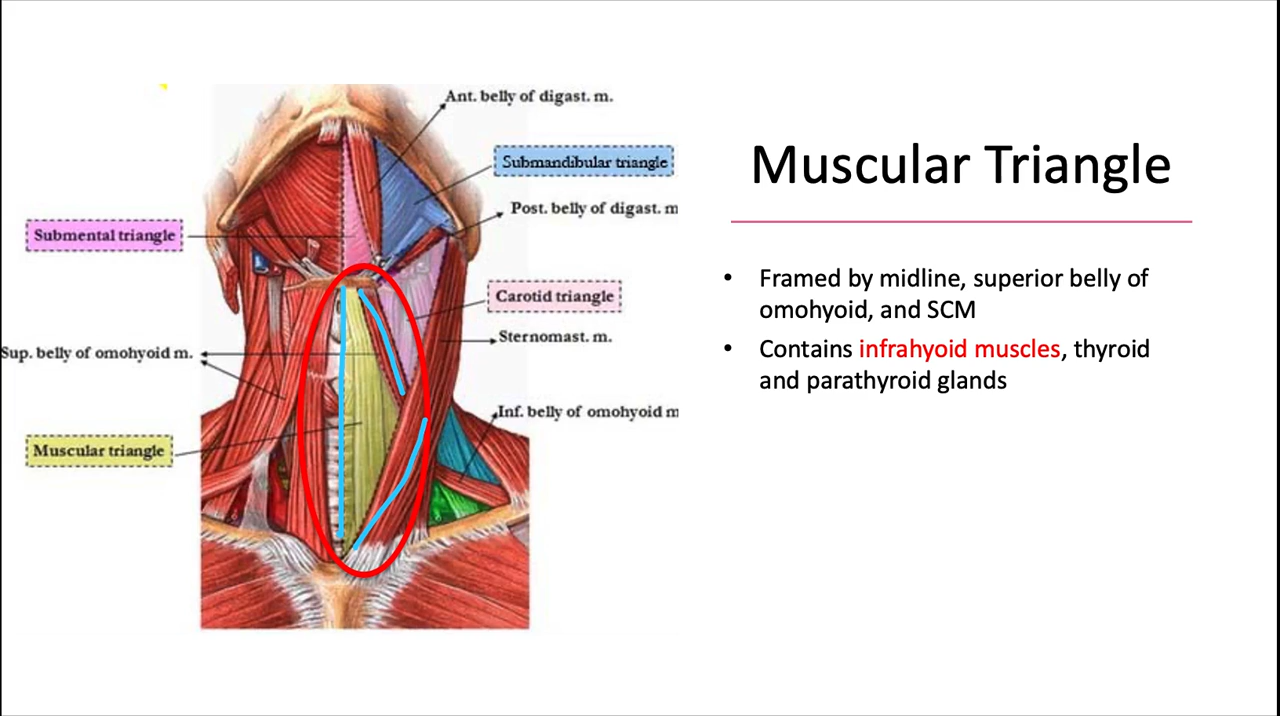 Ant. belly of digast. m.
Submandibular triangle
Post. belly of digast. m
Submental triangle
Carotid triangle
Sternomast. m.
Sup. belly of omohyoid m.
Inf. belly of omohyoid m
Muscular triangle
Muscular Triangle
• Framed by midline, superior belly of
omohyoid, and SCM
• Contains infrahyoid muscles, thyroid
and parathyroid glands